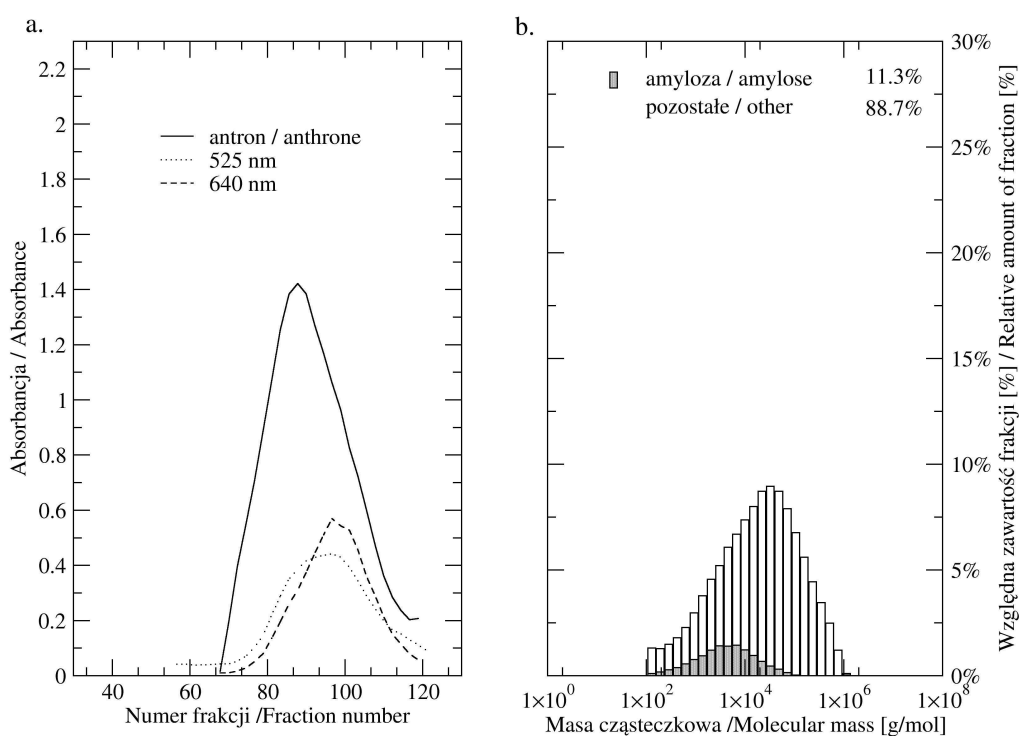 a.
2.2
2
1.8
1.6
1.4
1.2
1
0.8
0.6
0.4
0.2
0
antron / anthrone
525 nm
640 nm
Absorbancja / Absorbance
40 60 80 100 120
Numer frakcji /Fraction number
b.
amyloza / amylose 11.3%
pozostałe / other 88.7%
30%
25%
20%
15%
10%
5%
0%
Względna zawartość frakcji [%] / Relative amount of fraction [%]
1×10⁰ 1×10² 1×10⁴ 1×10⁶ 1×10⁸
Masa cząsteczkowa /Molecular mass [g/mol]